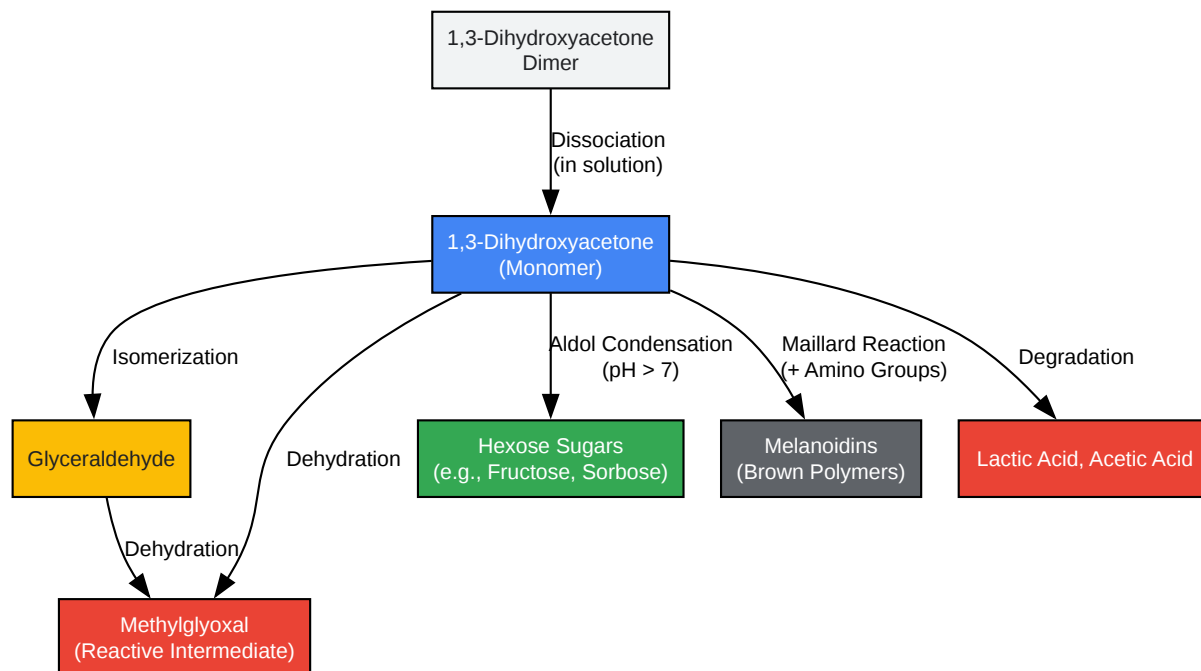 1,3-Dihydroxyacetone
Dimer
Dissociation
(in solution)
1,3-Dihydroxyacetone
(Monomer)
Isomerization
Dehydration
Aldol Condensation
(pH > 7)
Maillard Reaction
(+ Amino Groups)
Degradation
Glyceraldehyde
Hexose Sugars
(e.g., Fructose, Sorbose)
Melanoidins
(Brown Polymers)
Lactic Acid, Acetic Acid
Dehydration
Methylglyoxal
(Reactive Intermediate)